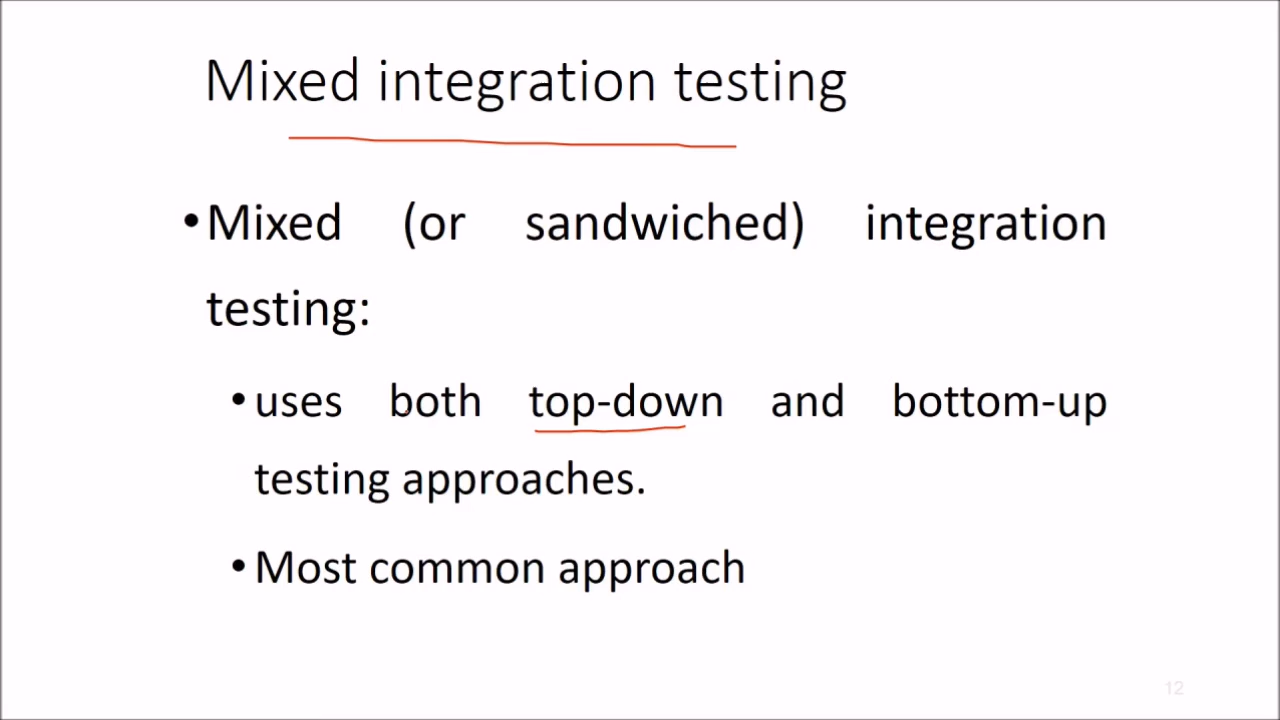 Mixed integration testing
•Mixed (or sandwiched) integration
testing:
•uses both top-down and bottom-up
testing approaches.
•Most common approach
12